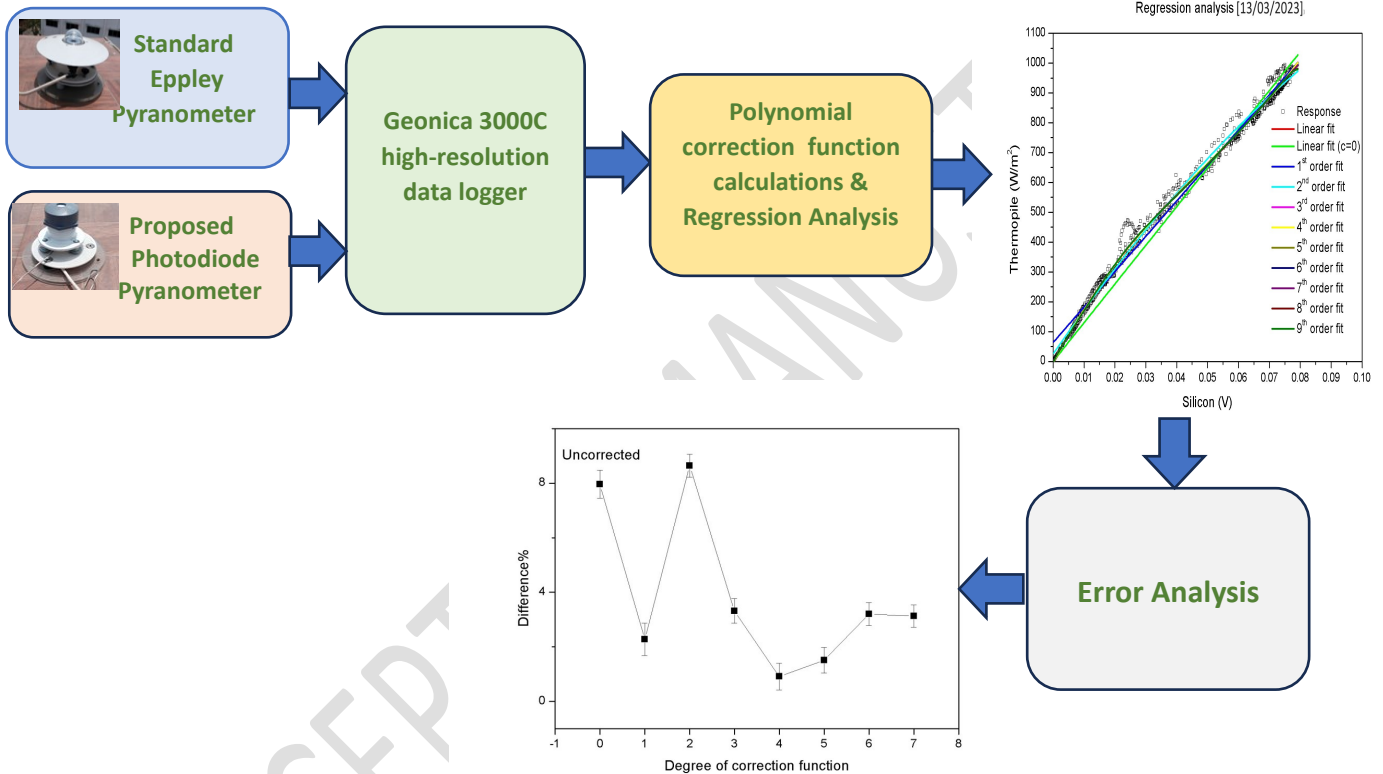 Standard
Eppley
Pyranometer
Proposed
Photodiode
Pyranometer
Geonica 3000C
high-resolution
data logger
Polynomial
correction function
calculations &
Regression Analysis
Regression analysis [13/03/2023]
1100
1000
900
800
700
600
500
400
300
200
100
0
Thermopile (W/m²)
Response
Linear fit
Linear fit (c=0)
1st order fit
2nd order fit
3rd order fit
4th order fit
5th order fit
6th order fit
7th order fit
8th order fit
9th order fit
0.00 0.01 0.02 0.03 0.04 0.05 0.06 0.07 0.08 0.09 0.10
Silicon (V)
Error Analysis
Uncorrected
8
4
0
Difference%
-1 0 1 2 3 4 5 6 7 8
Degree of correction function